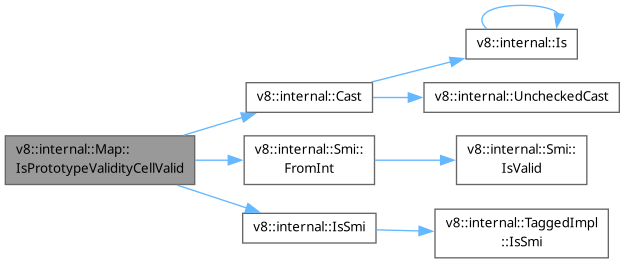 v8::internal::Map::
IsPrototypeValidityCellValid
v8::internal::Cast
v8::internal::Is
v8::internal::UncheckedCast
v8::internal::Smi::
FromInt
v8::internal::Smi::
IsValid
v8::internal::IsSmi
v8::internal::TaggedImpl
::IsSmi